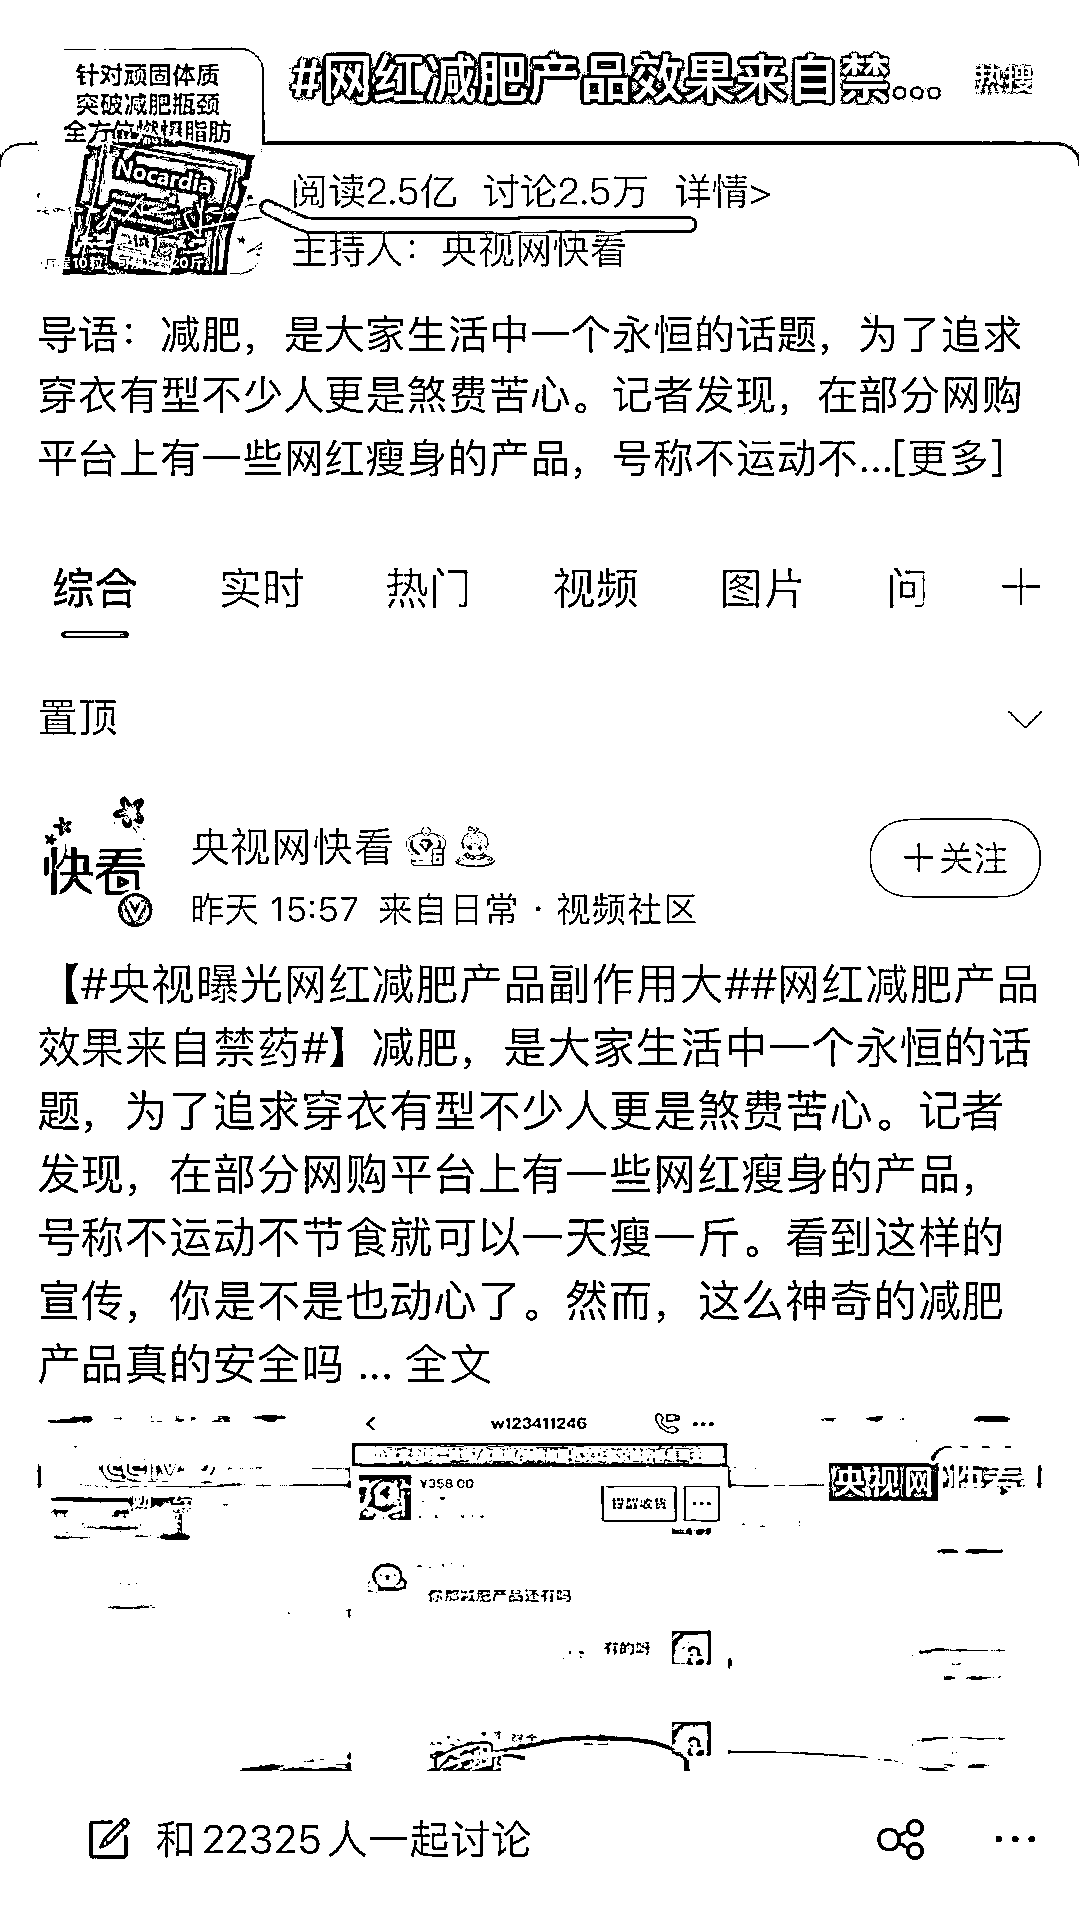 针对顽固体质
突破减肥瓶颈
全方位燃爆脂肪
Nocardia
#网红减肥产品效果来自禁...
热搜
阅读2.5亿 讨论2.5万 详情>
主持人：央视网快看
导语：减肥，是大家生活中一个永恒的话题，为了追求
穿衣有型不少人更是煞费苦心。记者发现，在部分网购
平台上有一些网红瘦身的产品，号称不运动不...[更多]
综合 实时 热门 视频 图片 问
置顶
快看
央视网快看
+关注
昨天 15:57 来自日常·视频社区
【#央视曝光网红减肥产品副作用大##网红减肥产品
效果来自禁药#】减肥，是大家生活中一个永恒的话
题，为了追求穿衣有型不少人更是煞费苦心。记者
发现，在部分网购平台上有一些网红瘦身的产品，
号称不运动不节食就可以一天瘦一斤。看到这样的
宣传，你是不是也动心了。然而，这么神奇的减肥
产品真的安全吗 ... 全文
w123411246
CCTV
央视网 快看
¥358.00
提醒收货
你那减肥产品还有吗
有的呀
和22325人一起讨论